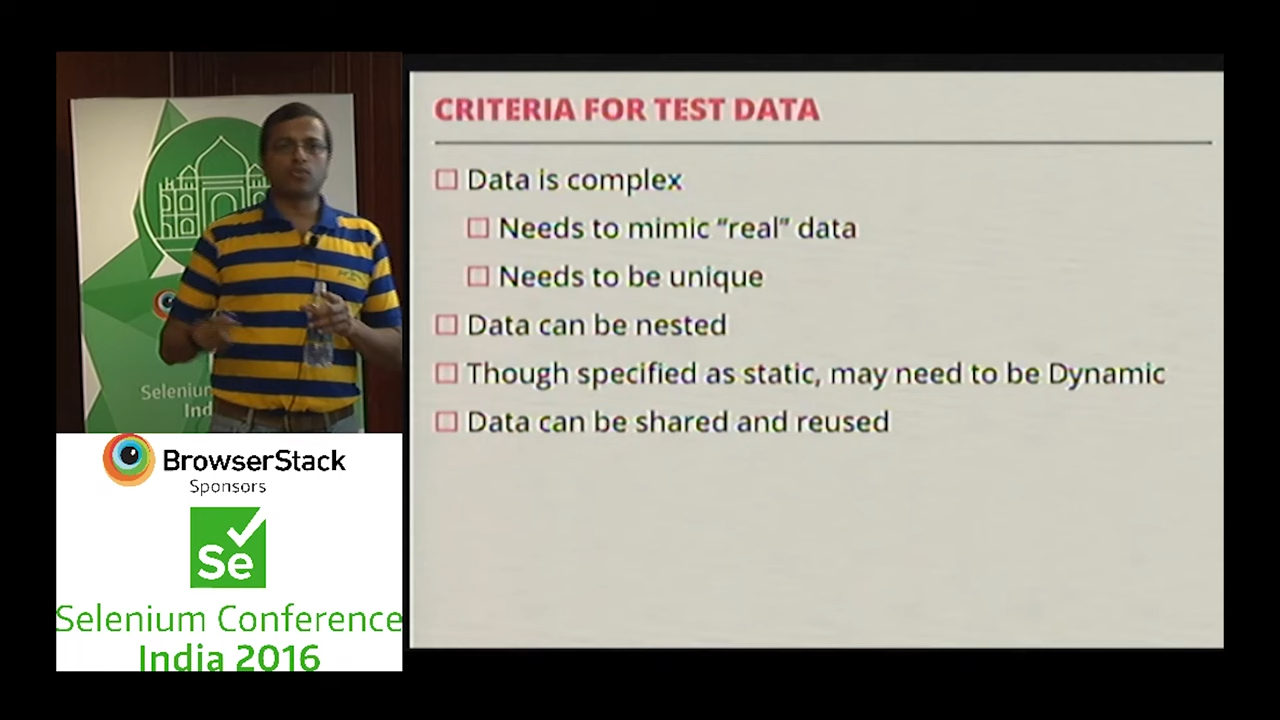 CRITERIA FOR TEST DATA
Data is complex
Needs to mimic “real” data
Needs to be unique
Data can be nested
Though specified as static, may need to be Dynamic
Data can be shared and reused
Selenium
Ind
BrowserStack
Sponsors
Se
Selenium Conference
India 2016